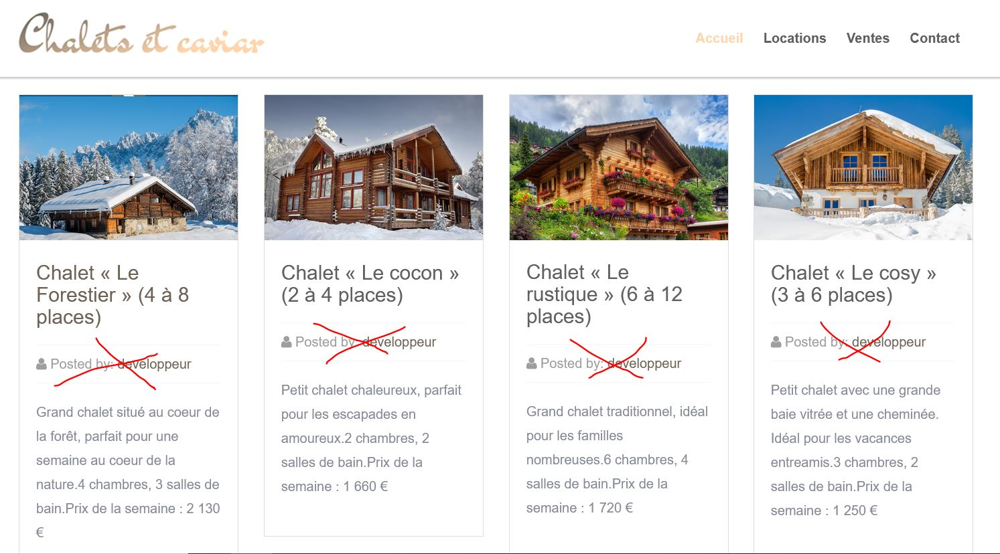 Chalets et caviar
Accueil Locations Ventes Contact
Chalet « Le
Forestier » (4 à 8
places)
Posted by: developpeur
Grand chalet situé au coeur de
la forêt, parfait pour une
semaine au coeur de la
nature.4 chambres, 3 salles de
bain.Prix de la semaine : 2 130
€
Chalet « Le cocon »
(2 à 4 places)
Posted by: developpeur
Petit chalet chaleureux, parfait
pour les escapades en
amoureux.2 chambres, 2
salles de bain.Prix de la
semaine : 1 660 €
Chalet « Le
rustique » (6 à 12
places)
Posted by: developpeur
Grand chalet traditionnel, idéal
pour les familles
nombreuses.6 chambres, 4
salles de bain.Prix de la
semaine : 1 720 €
Chalet « Le cosy »
(3 à 6 places)
Posted by: developpeur
Petit chalet avec une grande
baie vitrée et une cheminée.
Idéal pour les vacances
entreamis.3 chambres, 2
salles de bain.Prix de la
semaine : 1 250 €